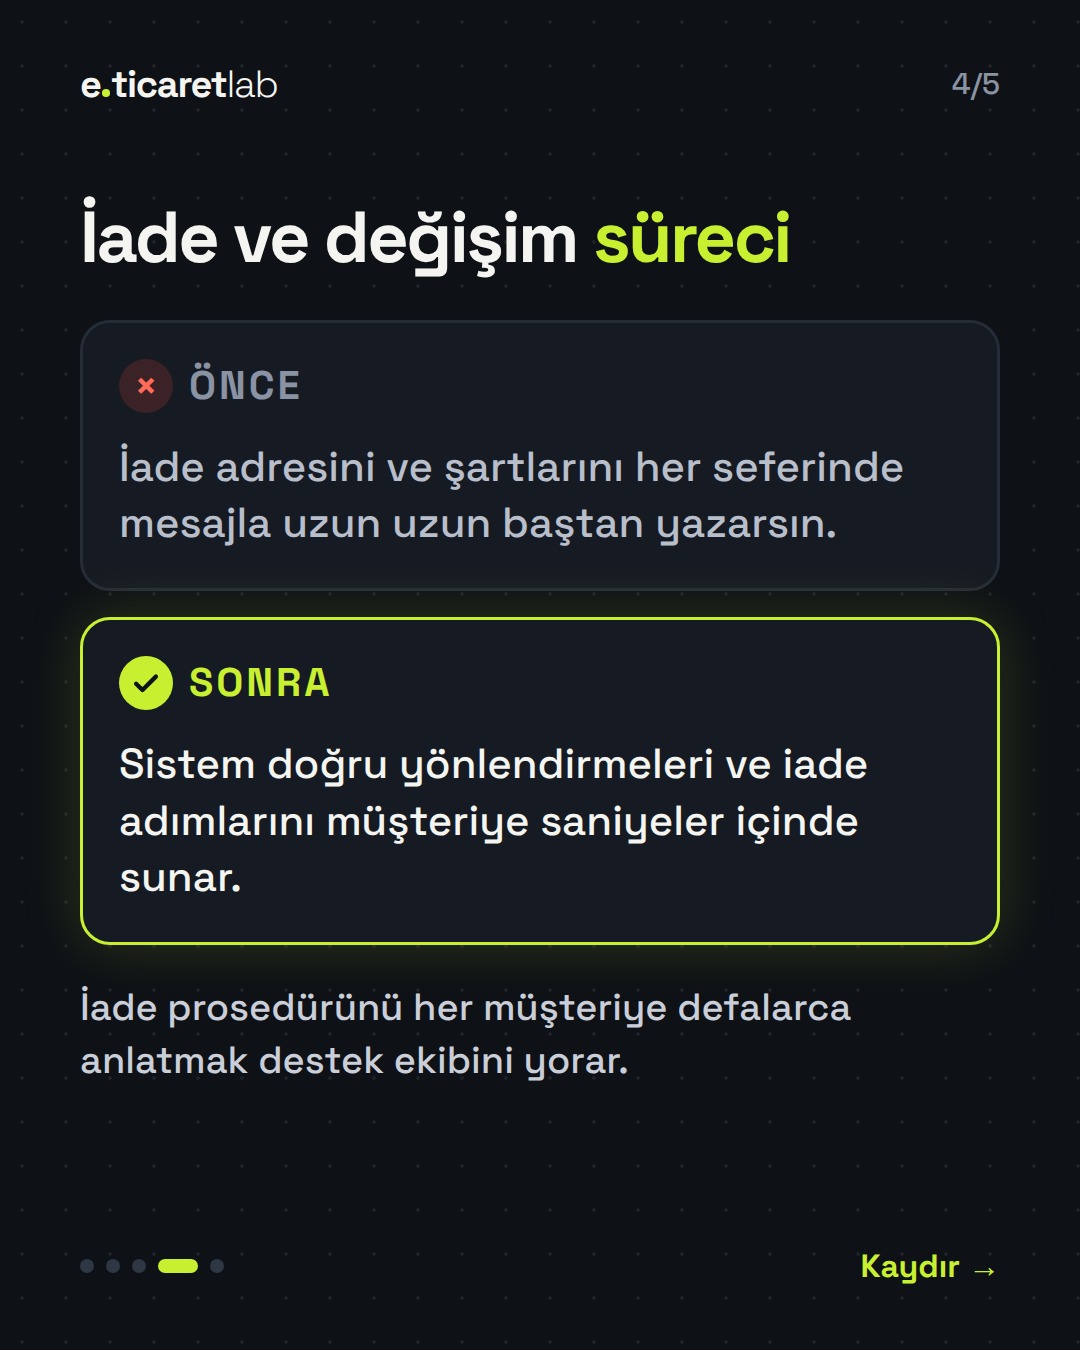 e.ticaretlab
4/5
İade ve değişim süreci
ÖNCE
İade adresini ve şartlarını her seferinde
mesajla uzun uzun baştan yazarsın.
SONRA
Sistem doğru yönlendirmeleri ve iade
adımlarını müşteriye saniyeler içinde
sunar.
İade prosedürünü her müşteriye defalarca
anlatmak destek ekibini yorar.
Kaydır →